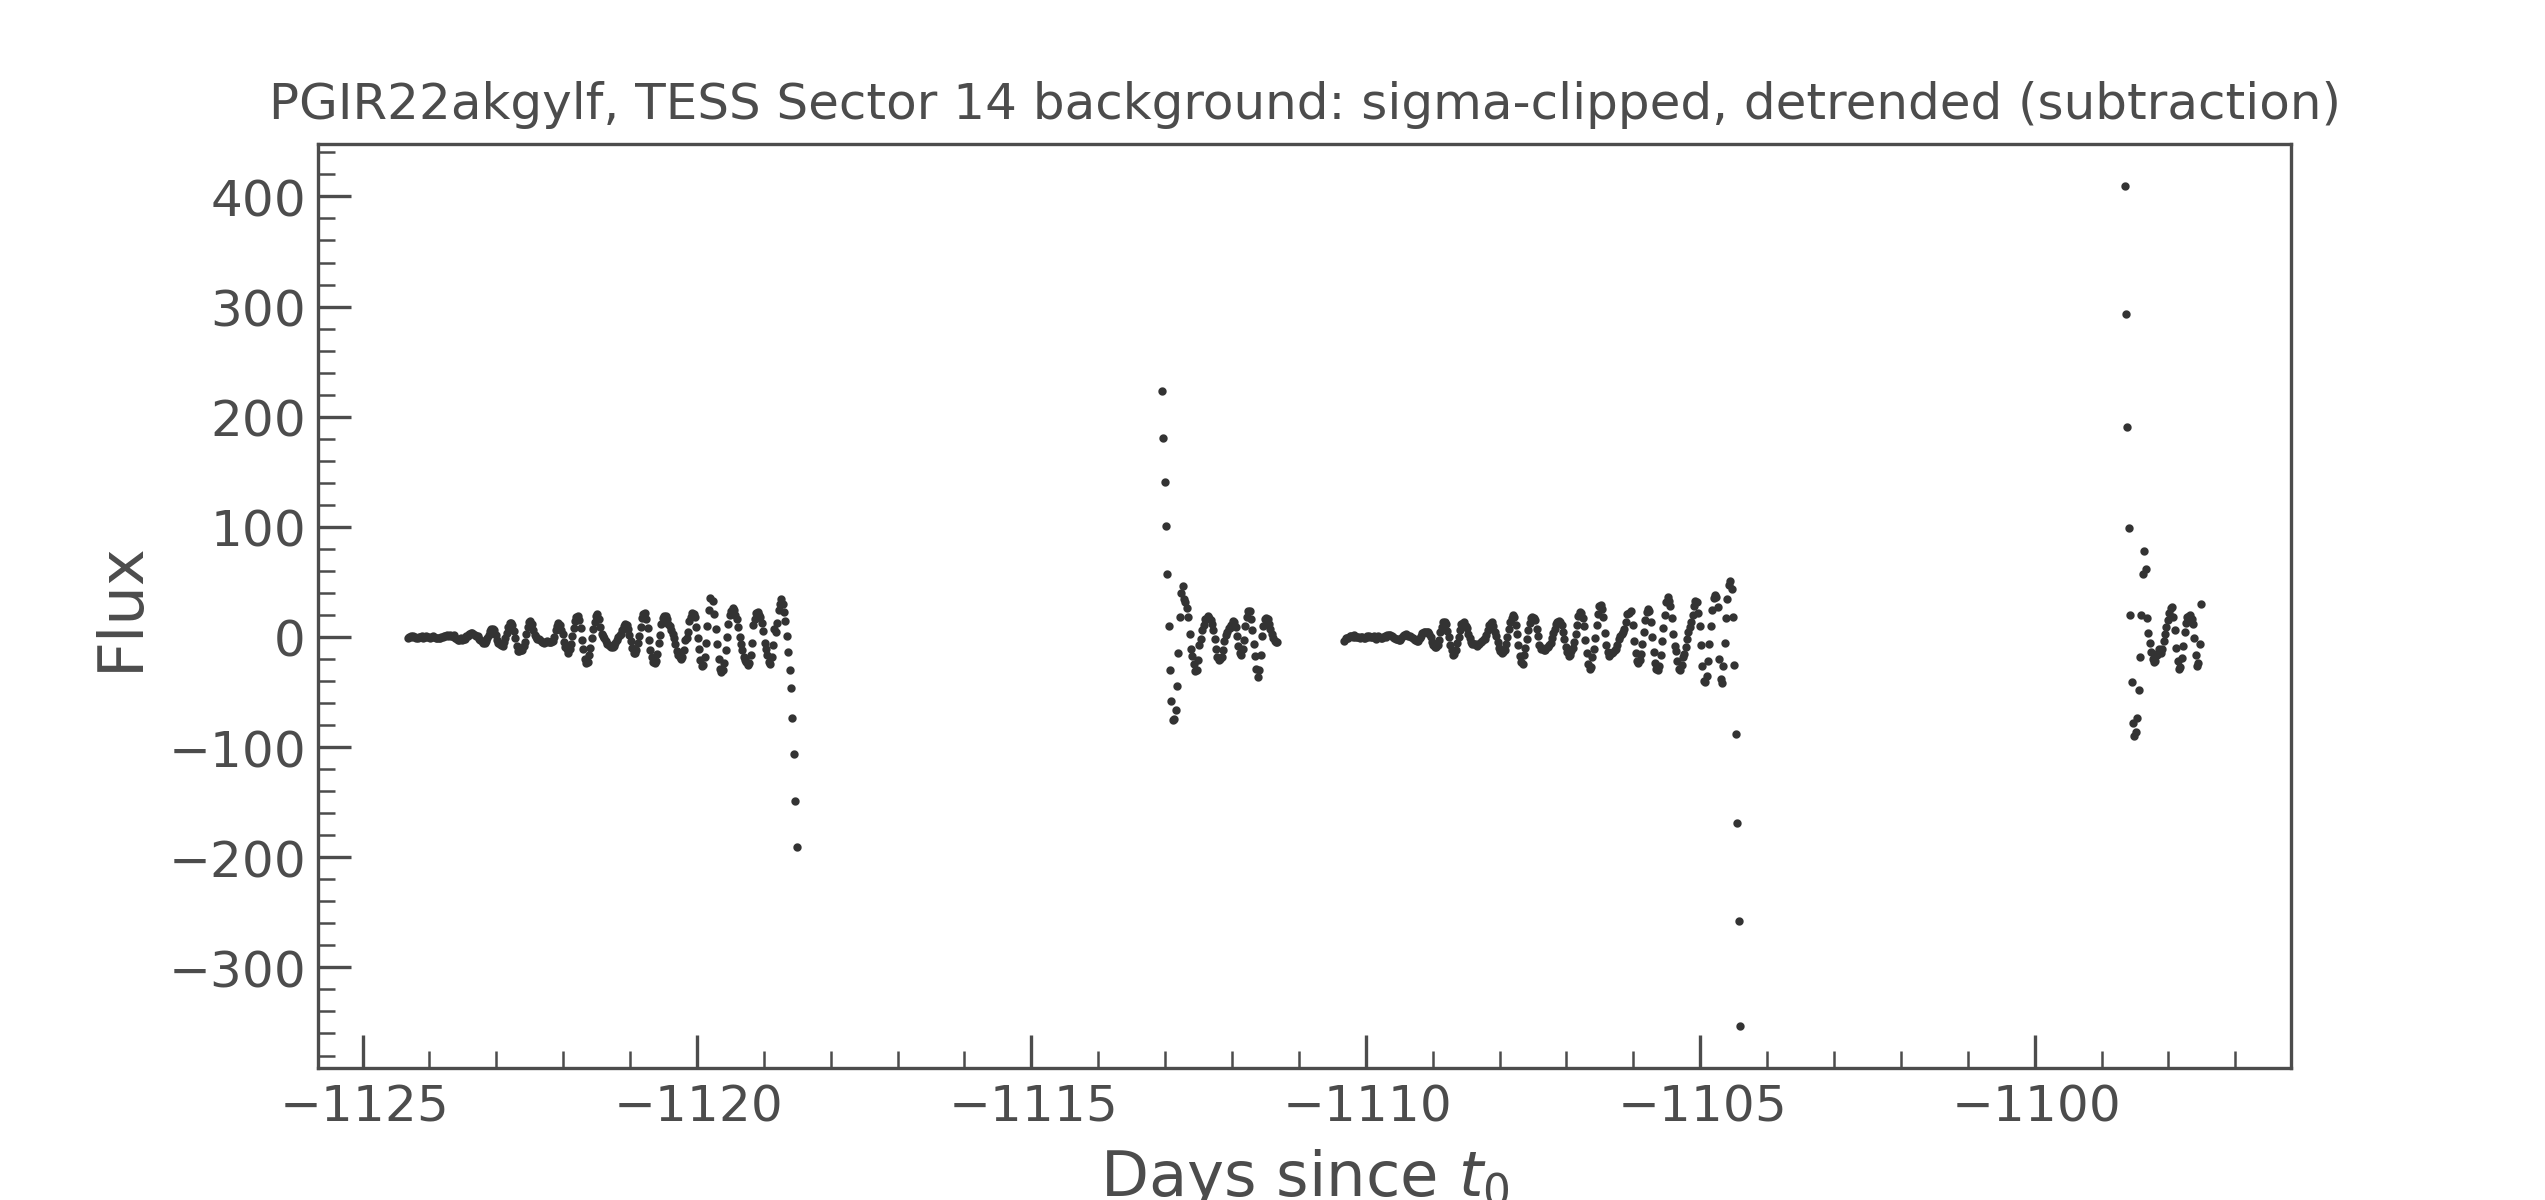 PGIR22akgylf, TESS Sector 14 background: sigma-clipped, detrended (subtraction)
Flux
400
300
200
100
0
−100
−200
−300
−1125 −1120 −1115 −1110 −1105 −1100
Days since t0